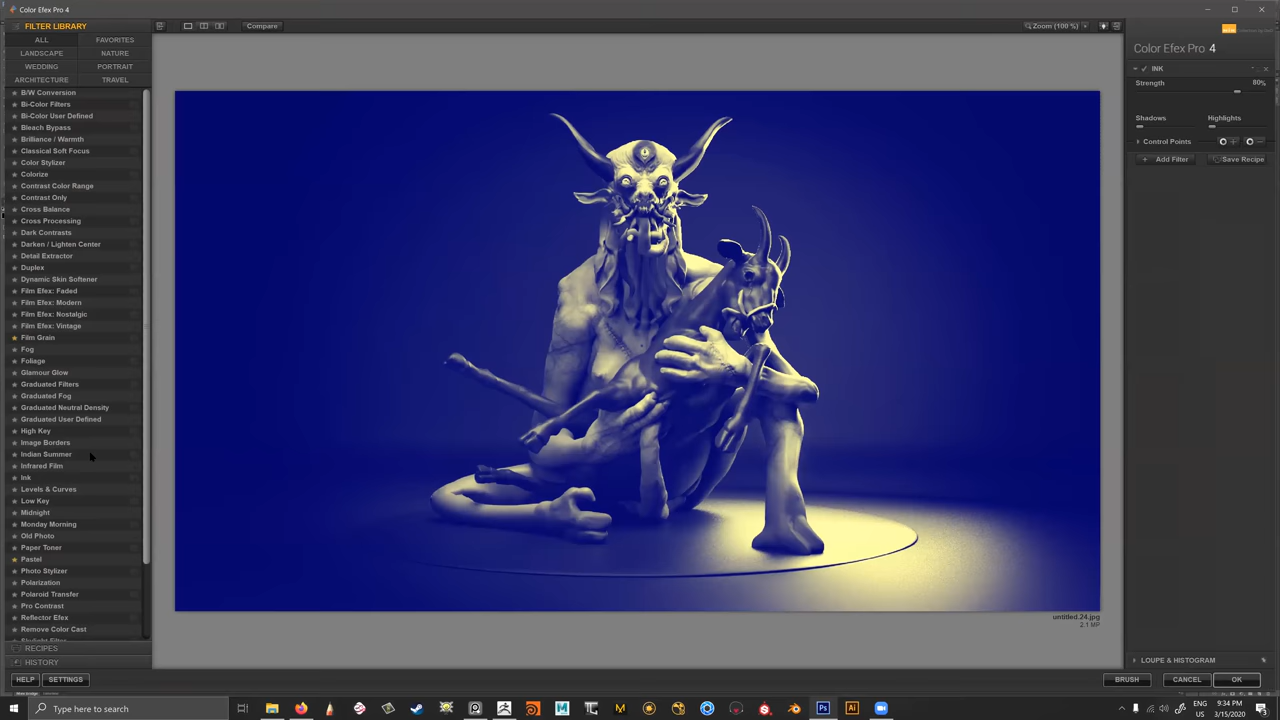 Color Efex Pro 4
FILTER LIBRARY
Compare
Zoom (100 %)
ALL
FAVORITES
LANDSCAPE
NATURE
WEDDING
PORTRAIT
ARCHITECTURE
TRAVEL
B/W Conversion
Bi-Color Filters
Bi-Color User Defined
Bleach Bypass
Brilliance / Warmth
Classical Soft Focus
Color Stylizer
Colorize
Contrast Color Range
Contrast Only
Cross Balance
Cross Processing
Dark Contrasts
Darken / Lighten Center
Detail Extractor
Duplex
Dynamic Skin Softener
Film Efex: Faded
Film Efex: Modern
Film Efex: Nostalgic
Film Efex: Vintage
Film Grain
Fog
Foliage
Glamour Glow
Graduated Filters
Graduated Fog
Graduated Neutral Density
Graduated User Defined
High Key
Image Borders
Indian Summer
Infrared Film
Ink
Levels & Curves
Low Key
Midnight
Monday Morning
Old Photo
Paper Toner
Pastel
Photo Stylizer
Polarization
Polaroid Transfer
Pro Contrast
Reflector Efex
Remove Color Cast
Skylight Filter
RECIPES
HISTORY
HELP
SETTINGS
untitled.24.jpg
2.1 MP
Color Efex Pro 4
INK
Strength 80%
Shadows
Highlights
Control Points
Add Filter
Save Recipe
LOUPE & HISTOGRAM
BRUSH
CANCEL
OK
Type here to search
ENG
US
9:34 PM
3/15/2020